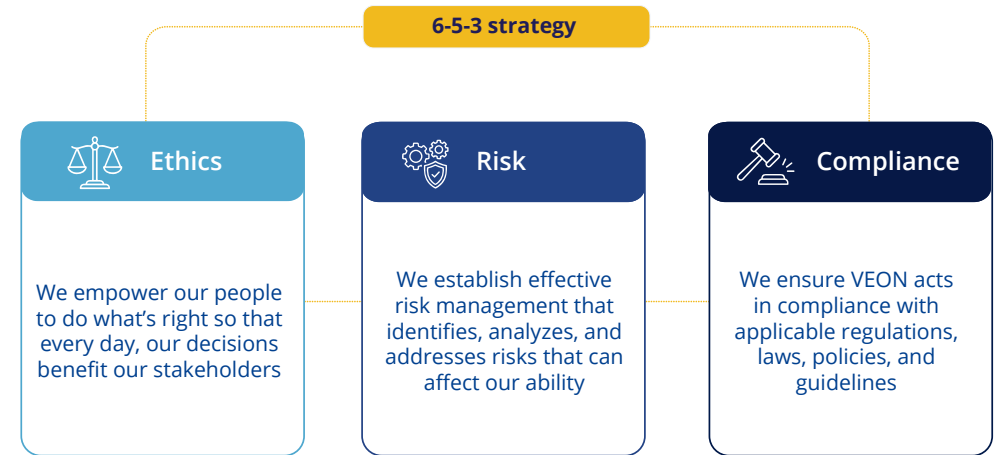 6-5-3 strategy
Ethics
We empower our people
to do what’s right so that
every day, our decisions
benefit our stakeholders
Risk
We establish effective
risk management that
identifies, analyzes, and
addresses risks that can
affect our ability
Compliance
We ensure VEON acts
in compliance with
applicable regulations,
laws, policies, and
guidelines